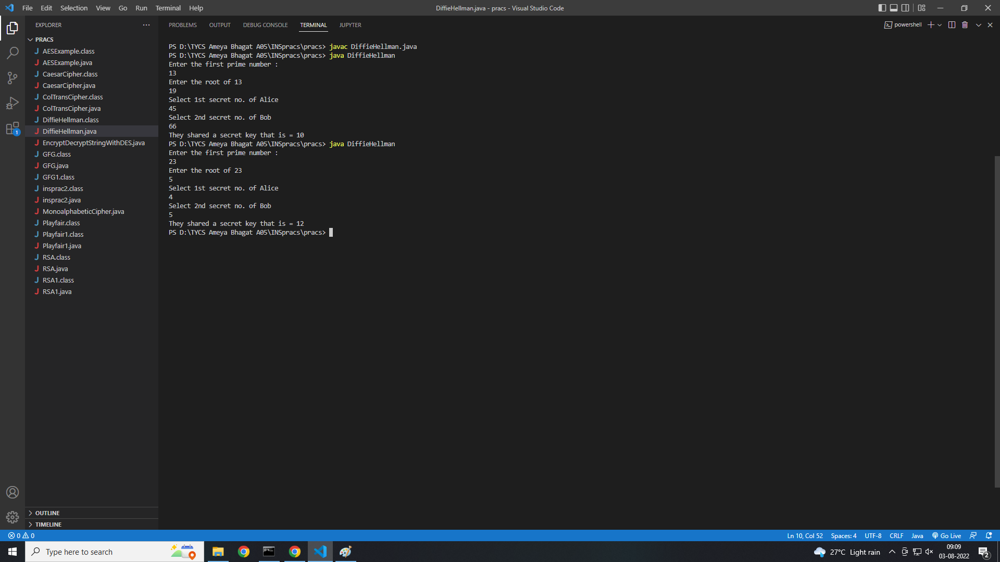 File Edit Selection View Go Run Terminal Help
DiffieHellman.java - pracs - Visual Studio Code
EXPLORER
PRACS
AESExample.class
AESExample.java
CaesarCipher.class
CaesarCipher.java
ColTransCipher.class
ColTransCipher.java
DiffieHellman.class
DiffieHellman.java
EncryptDecryptStringWithDES.java
GFG.class
GFG.java
GFG1.class
insprac2.class
insprac2.java
MonoalphabeticCipher.java
Playfair.class
Playfair1.class
Playfair1.java
RSA.class
RSA.java
RSA1.class
RSA1.java
OUTLINE
TIMELINE
1
PROBLEMS OUTPUT DEBUG CONSOLE TERMINAL JUPYTER
powershell
PS D:\TYCS Ameya Bhagat A05\INSpracs\pracs> javac DiffieHellman.java
PS D:\TYCS Ameya Bhagat A05\INSpracs\pracs> java DiffieHellman
Enter the first prime number :
13
Enter the root of 13
19
Select 1st secret no. of Alice
45
Select 2nd secret no. of Bob
66
They shared a secret key that is = 10
PS D:\TYCS Ameya Bhagat A05\INSpracs\pracs> java DiffieHellman
Enter the first prime number :
23
Enter the root of 23
5
Select 1st secret no. of Alice
4
Select 2nd secret no. of Bob
5
They shared a secret key that is = 12
PS D:\TYCS Ameya Bhagat A05\INSpracs\pracs>
0 0
Ln 10, Col 52 Spaces: 4 UTF-8 CRLF Java Go Live
Type here to search
27°C Light rain
09:09
03-08-2022
2